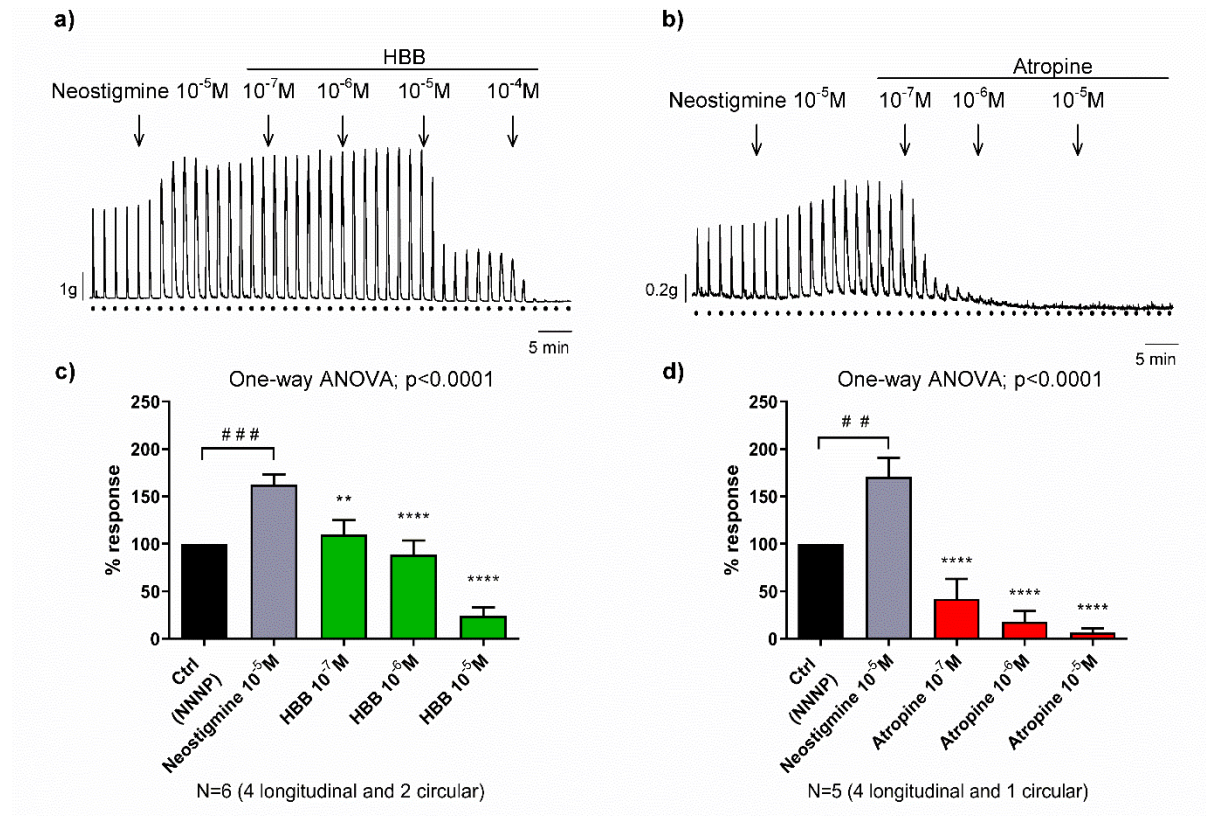 a)
HBB
Neostigmine 10⁻⁵M 10⁻⁷M 10⁻⁶M 10⁻⁵M 10⁻⁴M
1g
5 min
b)
Atropine
Neostigmine 10⁻⁵M 10⁻⁷M 10⁻⁶M 10⁻⁵M
0.2g
5 min
c)
One-way ANOVA; p<0.0001
% response
250
200
150
100
50
0
# # #
**
****
****
Ctrl
(NNNP)
Neostigmine 10⁻⁵M
HBB 10⁻⁷M
HBB 10⁻⁶M
HBB 10⁻⁵M
N=6 (4 longitudinal and 2 circular)
d)
One-way ANOVA; p<0.0001
% response
250
200
150
100
50
0
# #
****
****
****
Ctrl
(NNNP)
Neostigmine 10⁻⁵M
Atropine 10⁻⁷M
Atropine 10⁻⁶M
Atropine 10⁻⁵M
N=5 (4 longitudinal and 1 circular)